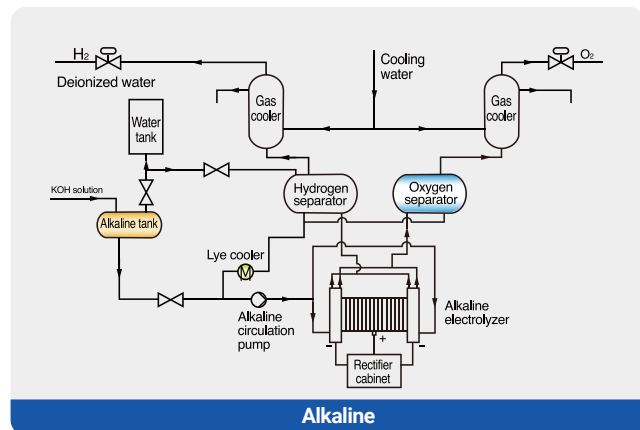 H₂
Deionized water
Cooling
water
O₂
Gas
cooler
Gas
cooler
Water
tank
KOH solution
Alkaline tank
Hydrogen
separator
Oxygen
separator
Lye cooler
M
Alkaline
circulation
pump
Alkaline
electrolyzer
-
+
-
Rectifier
cabinet
Alkaline